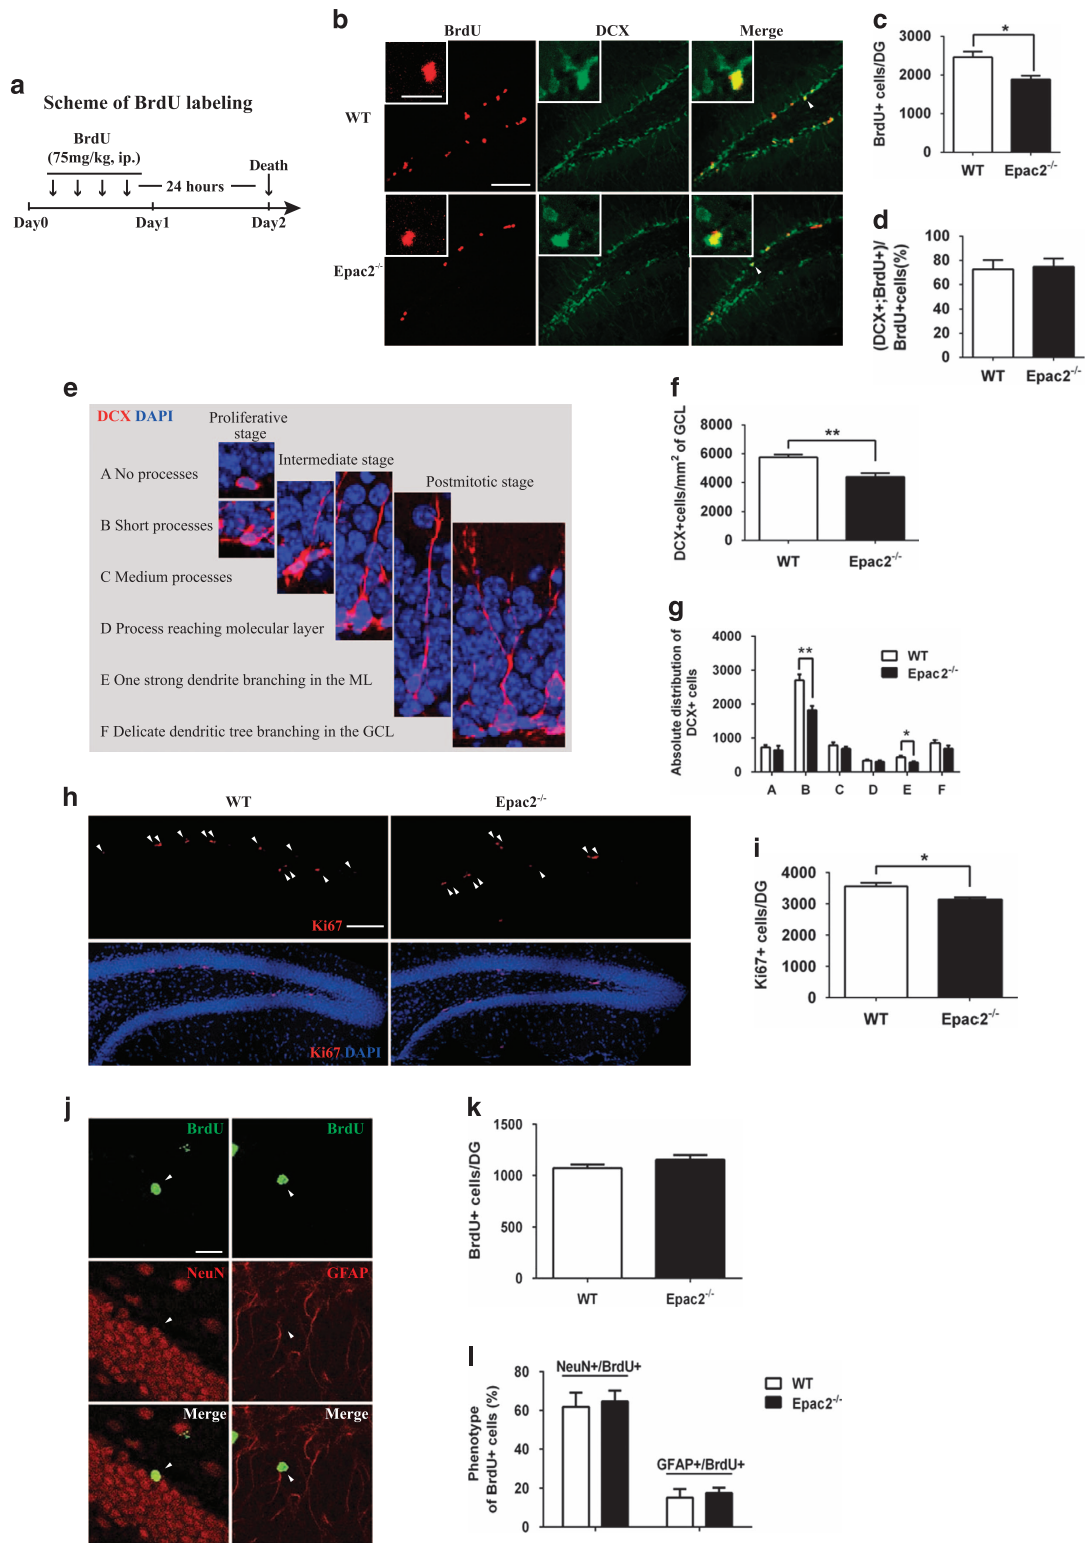 a
Scheme of BrdU labeling
BrdU
(75mg/kg, ip.)
24 hours
Death
Day0
Day1
Day2
b
BrdU
DCX
Merge
WT
Epac2-/-
c
BrdU+ cells/DG
3000
2000
1000
0
*
WT
Epac2-/-
d
(DCX+;BrdU+)/
BrdU+cells(%)
100
80
60
40
20
0
WT
Epac2-/-
e
DCX DAPI
Proliferative
stage
Intermediate stage
Postmitotic stage
A No processes
B Short processes
C Medium processes
D Process reaching molecular layer
E One strong dendrite branching in the ML
F Delicate dendritic tree branching in the GCL
f
DCX+cells/mm2 of GCL
8000
6000
4000
2000
0
**
WT
Epac2-/-
g
Absolute distribution of
DCX+ cells
4000
3000
2000
1000
0
**
*
WT
Epac2-/-
A
B
C
D
E
F
h
WT
Epac2-/-
Ki67
Ki67 DAPI
i
Ki67+ cells/DG
4000
3000
2000
1000
0
*
WT
Epac2-/-
j
BrdU
BrdU
NeuN
GFAP
Merge
Merge
k
BrdU+ cells/DG
1500
1000
500
0
WT
Epac2-/-
l
Phenotype
of BrdU+ cells (%)
80
60
40
20
0
NeuN+/BrdU+
GFAP+/BrdU+
WT
Epac2-/-